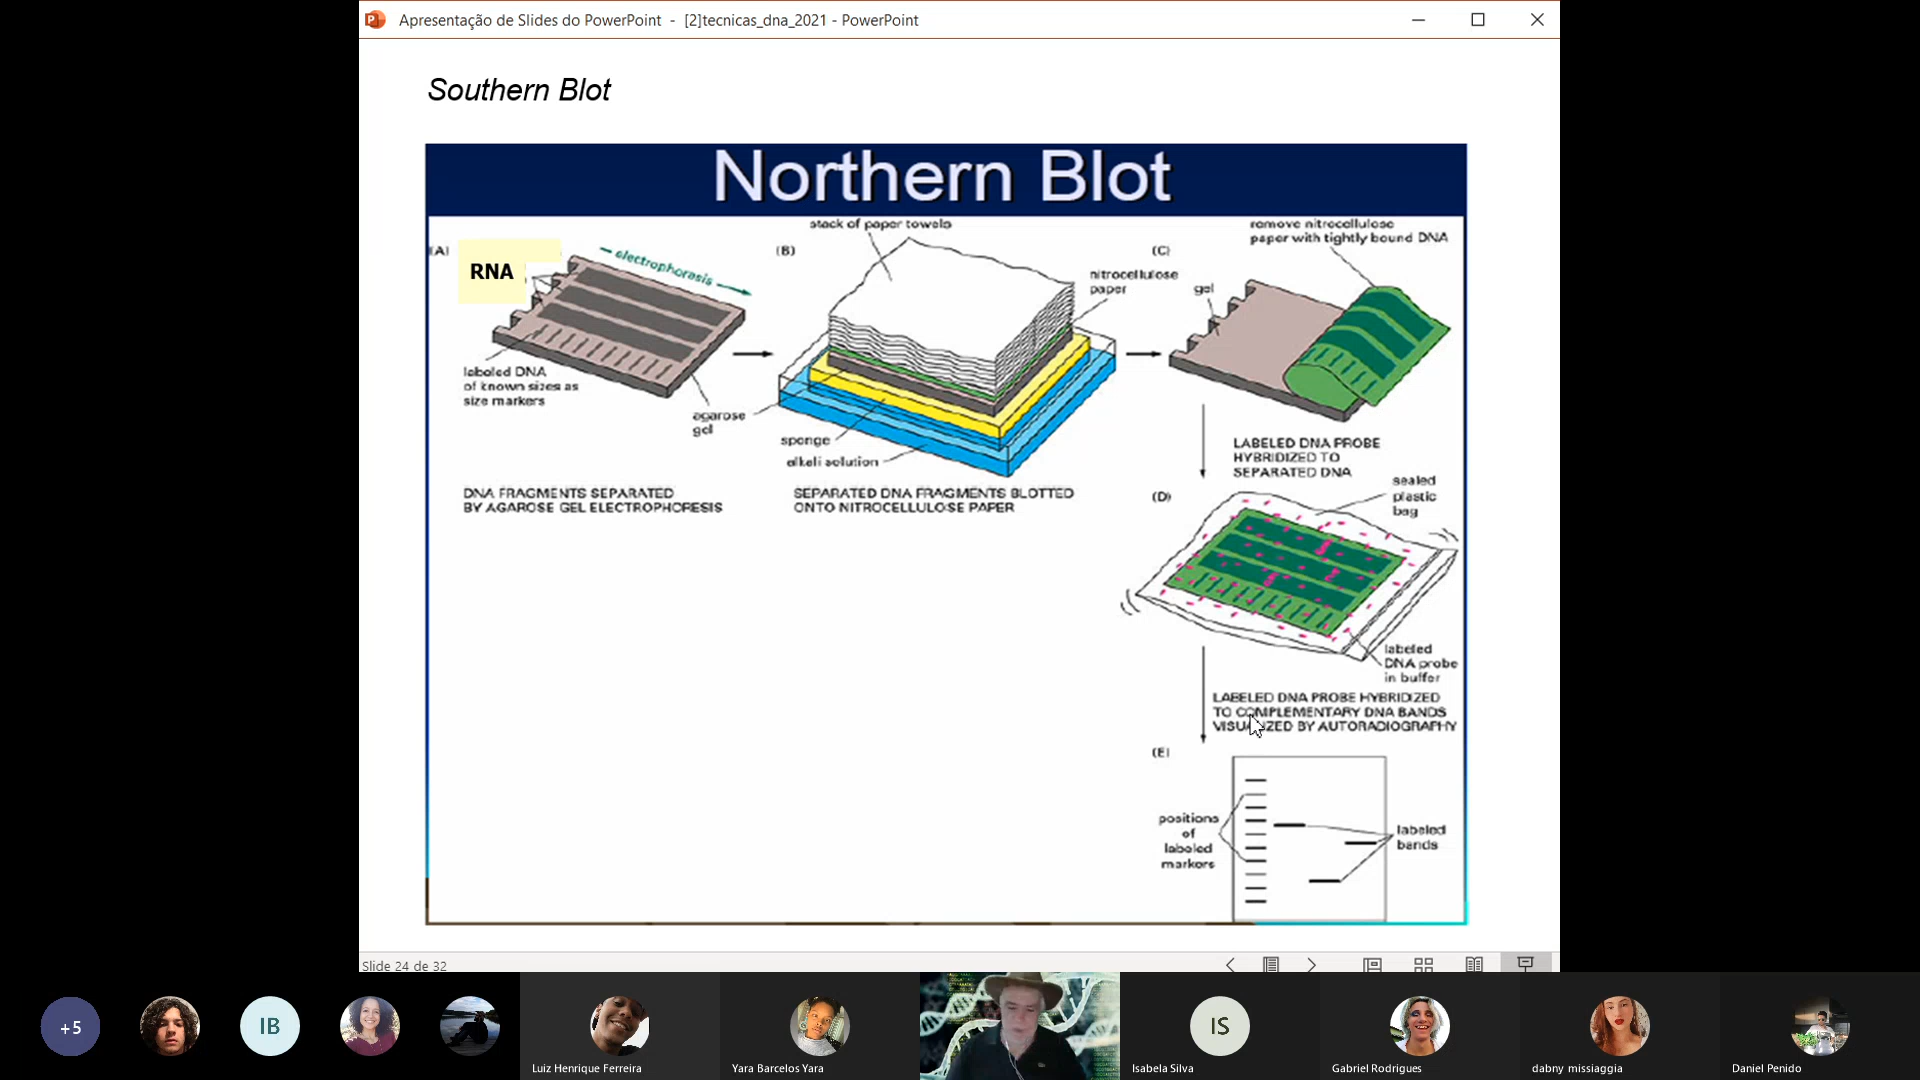 Apresentação de Slides do PowerPoint - [2]tecnicas_dna_2021 - PowerPoint
Southern Blot
Northern Blot
(A)
RNA
electrophoresis
labeled DNA
of known sizes as
size markers
agarose
gel
DNA FRAGMENTS SEPARATED
BY AGAROSE GEL ELECTROPHORESIS
(B)
stack of paper towels
nitrocellulose
paper
sponge
alkali solution
SEPARATED DNA FRAGMENTS BLOTTED
ONTO NITROCELLULOSE PAPER
(C)
remove nitrocellulose
paper with tightly bound DNA
gel
LABELED DNA PROBE
HYBRIDIZED TO
SEPARATED DNA
(D)
sealed
plastic
bag
labeled
DNA probe
in buffer
LABELED DNA PROBE HYBRIDIZED
TO COMPLEMENTARY DNA BANDS
VISUALIZED BY AUTORADIOGRAPHY
(E)
positions
of
labeled
markers
labeled
bands
Slide 24 de 32
+5
IB
IS
Luiz Henrique Ferreira
Yara Barcelos Yara
Isabela Silva
Gabriel Rodrigues
dabny missiaggia
Daniel Penido